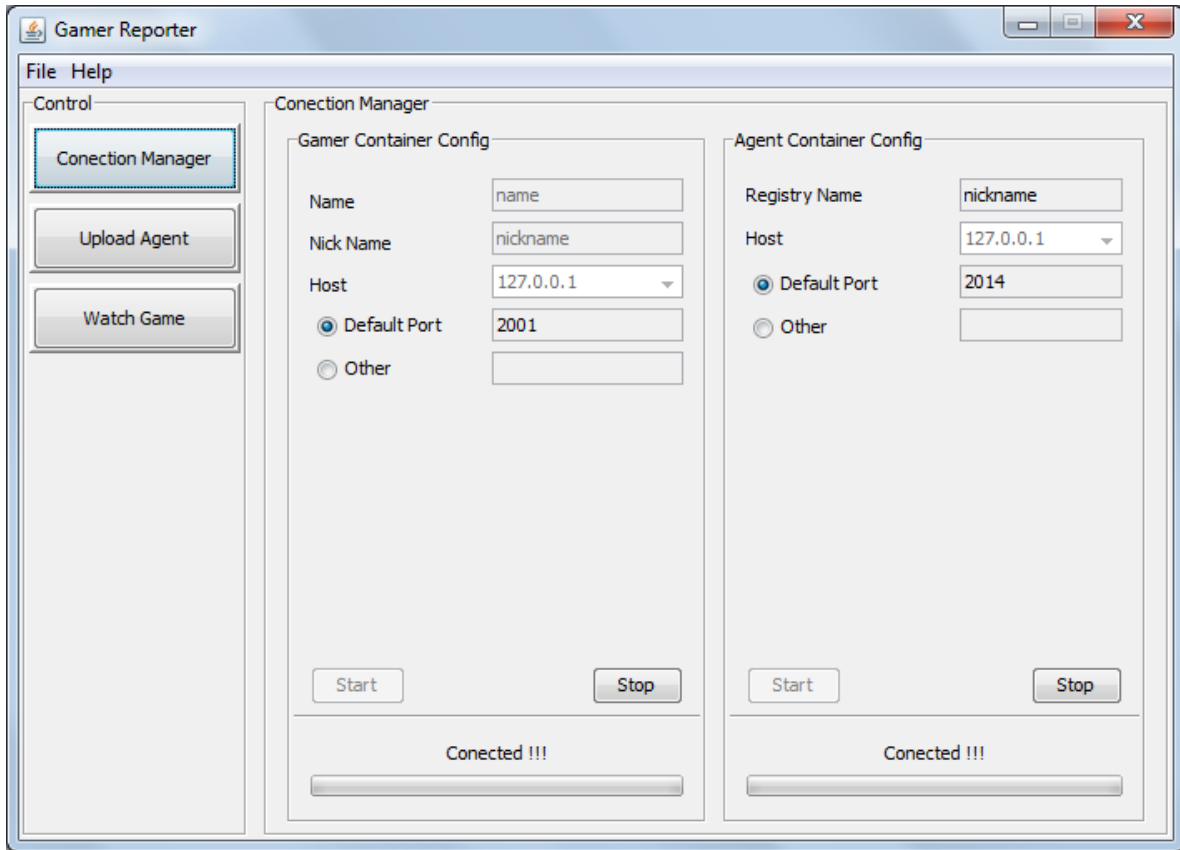 Gamer Reporter
File Help
Control
Conection Manager
Upload Agent
Watch Game
Conection Manager
Gamer Container Config
Name name
Nick Name nickname
Host 127.0.0.1
Default Port 2001
Other
Start Stop
Conected !!!
Agent Container Config
Registry Name nickname
Host 127.0.0.1
Default Port 2014
Other
Start Stop
Conected !!!